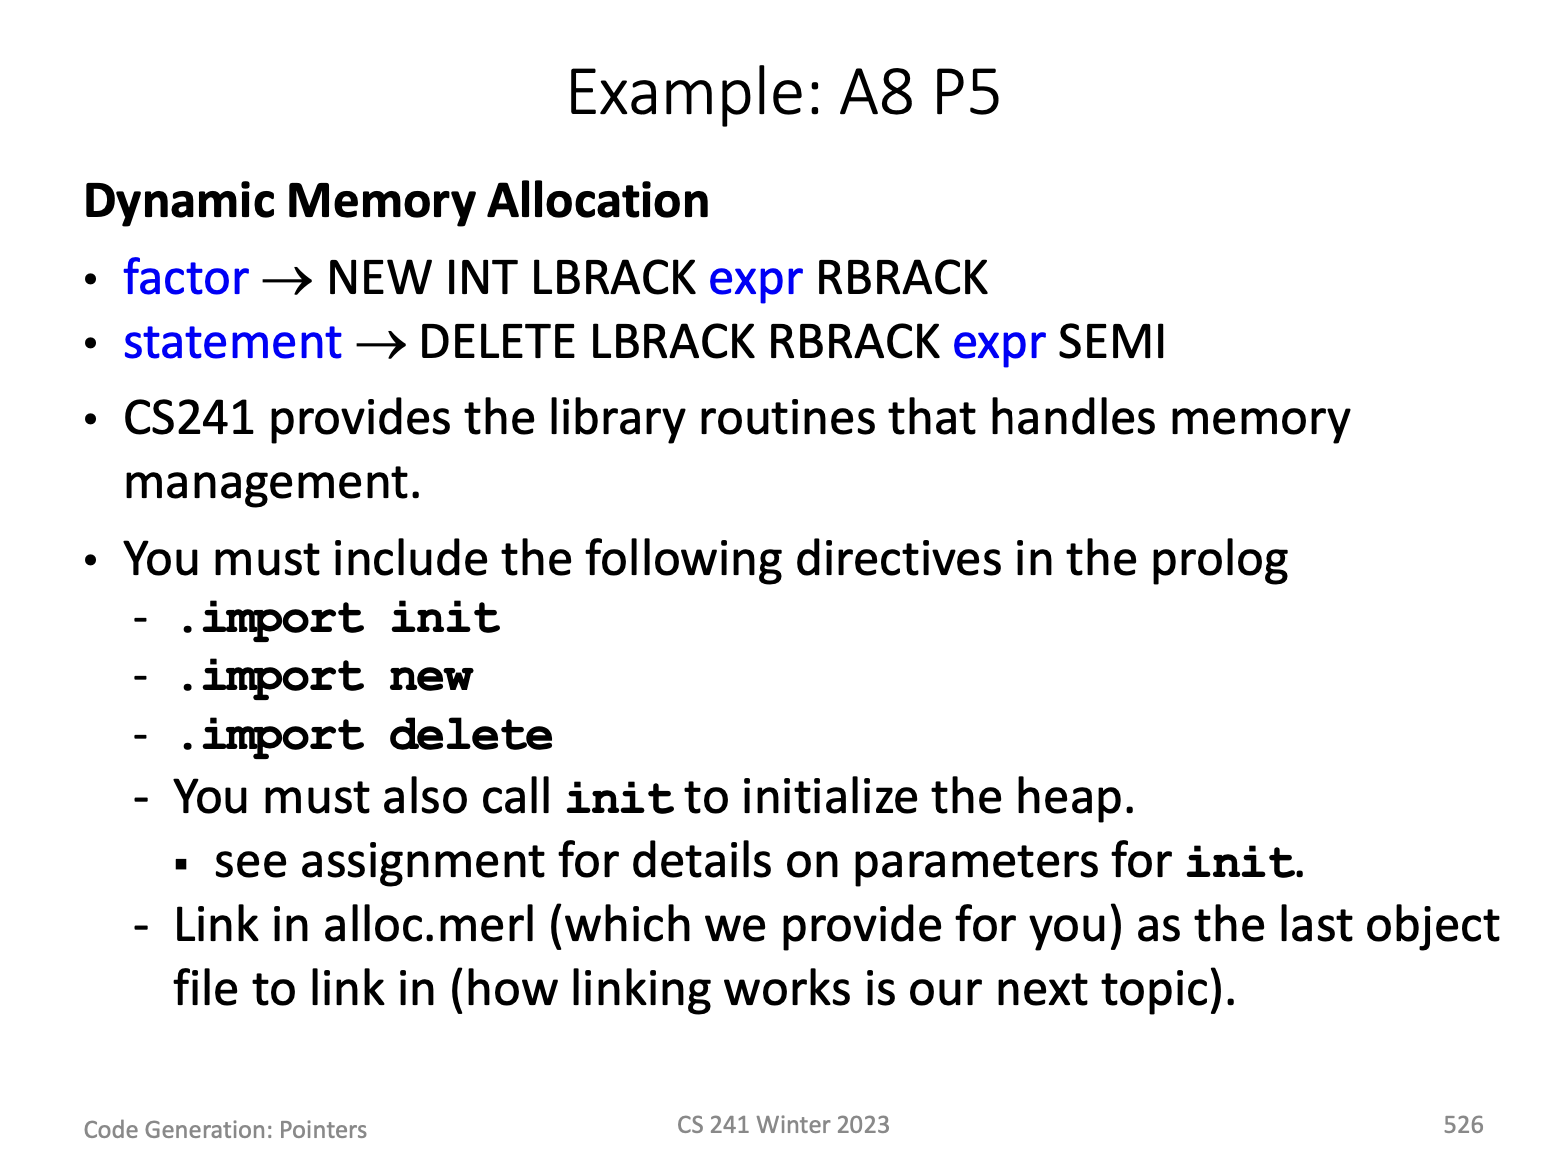 Example: A8 P5
Dynamic Memory Allocation
• factor → NEW INT LBRACK expr RBRACK
• statement → DELETE LBRACK RBRACK expr SEMI
• CS241 provides the library routines that handles memory
management.
• You must include the following directives in the prolog
- .import init
- .import new
- .import delete
- You must also call init to initialize the heap.
▪ see assignment for details on parameters for init.
- Link in alloc.merl (which we provide for you) as the last object
file to link in (how linking works is our next topic).
Code Generation: Pointers
CS 241 Winter 2023
526